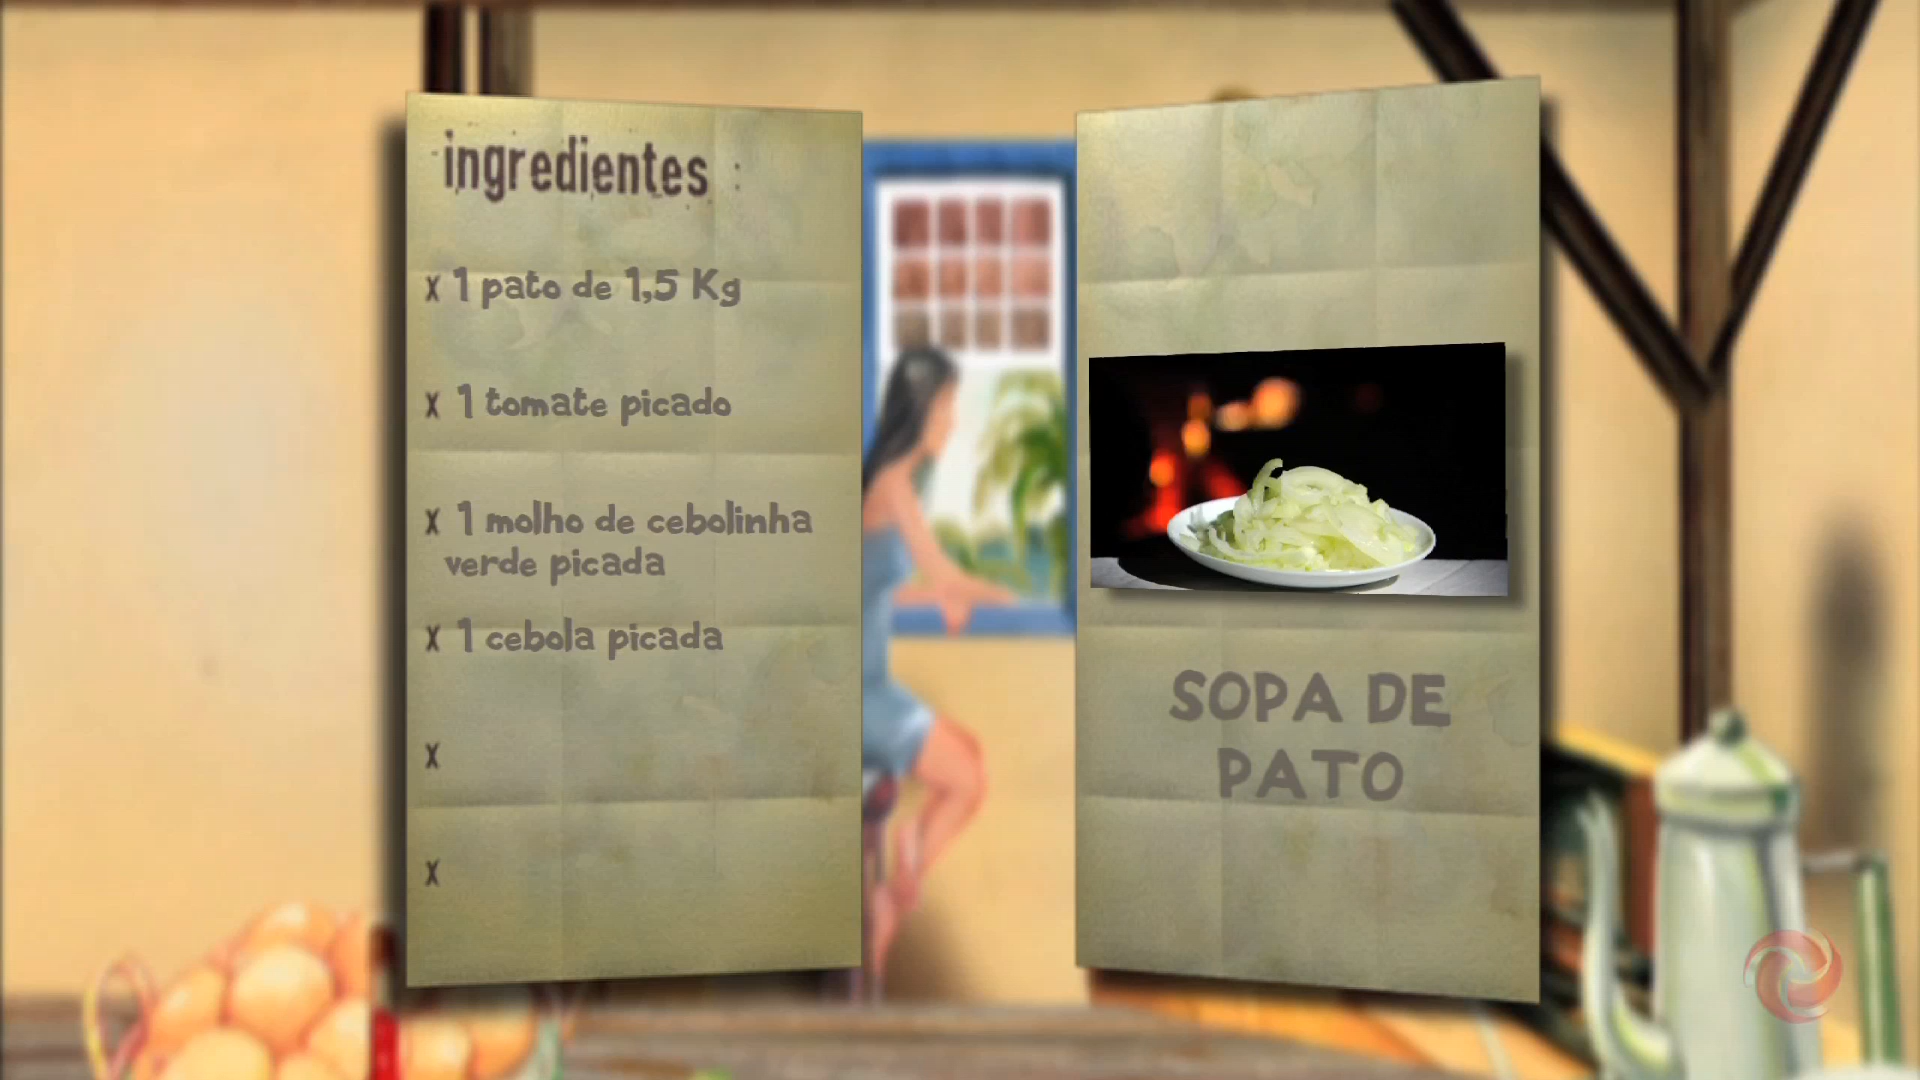 ingredientes :
x 1 pato de 1,5 Kg
x 1 tomate picado
x 1 molho de cebolinha
verde picada
x 1 cebola picada
x
x
SOPA DE
PATO